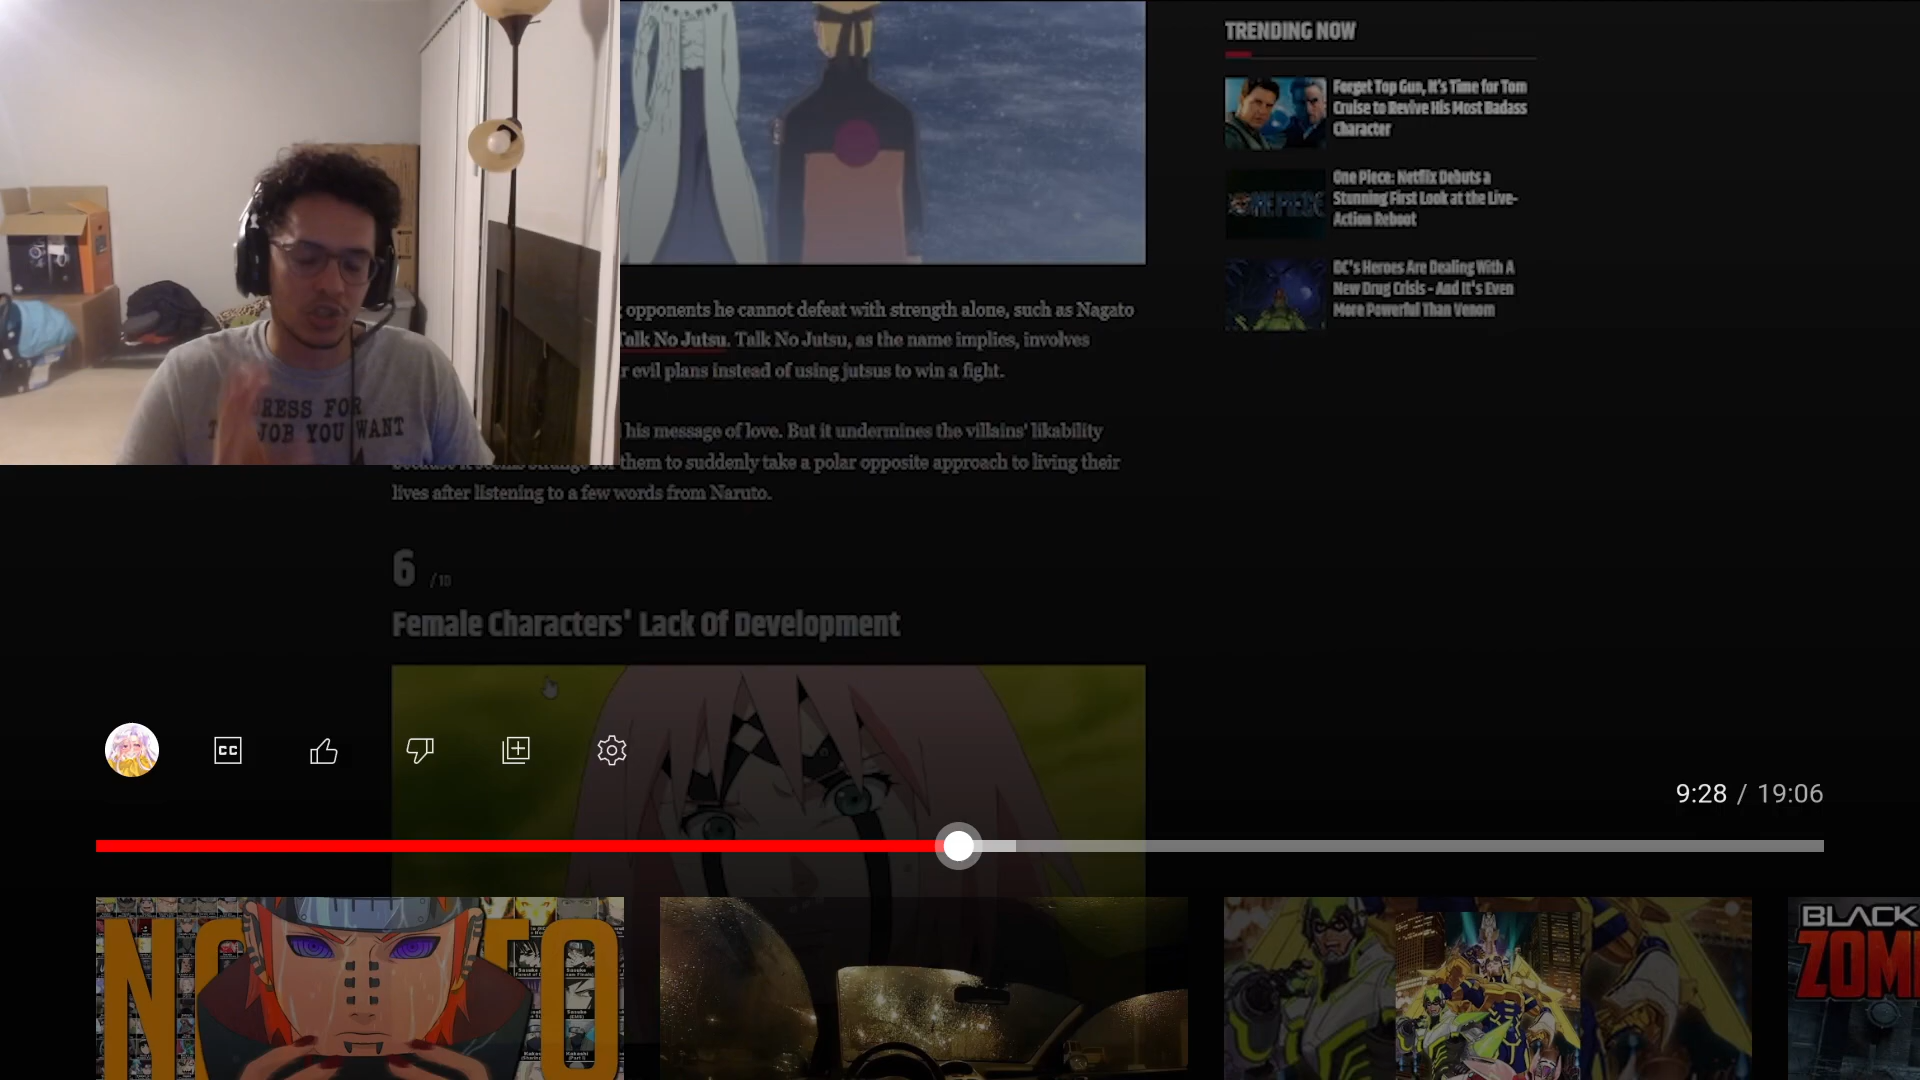 TRENDING NOW
Forget Top Gun, It's Time for Tom
Cruise to Revive His Most Badass
Character
One Piece: Netflix Debuts a
Stunning First Look at the Live-
Action Reboot
DC's Heroes Are Dealing With A
New Drug Crisis - And It's Even
More Powerful Than Venom
DRESS FOR
JOB YOU WANT
opponents he cannot defeat with strength alone, such as Nagato
Talk No Jutsu. Talk No Jutsu, as the name implies, involves
r evil plans instead of using jutsus to win a fight.
his message of love. But it undermines the villains' likability
them to suddenly take a polar opposite approach to living their
lives after listening to a few words from Naruto.
6 /10
Female Characters' Lack Of Development
CC
9:28 / 19:06
BLACK